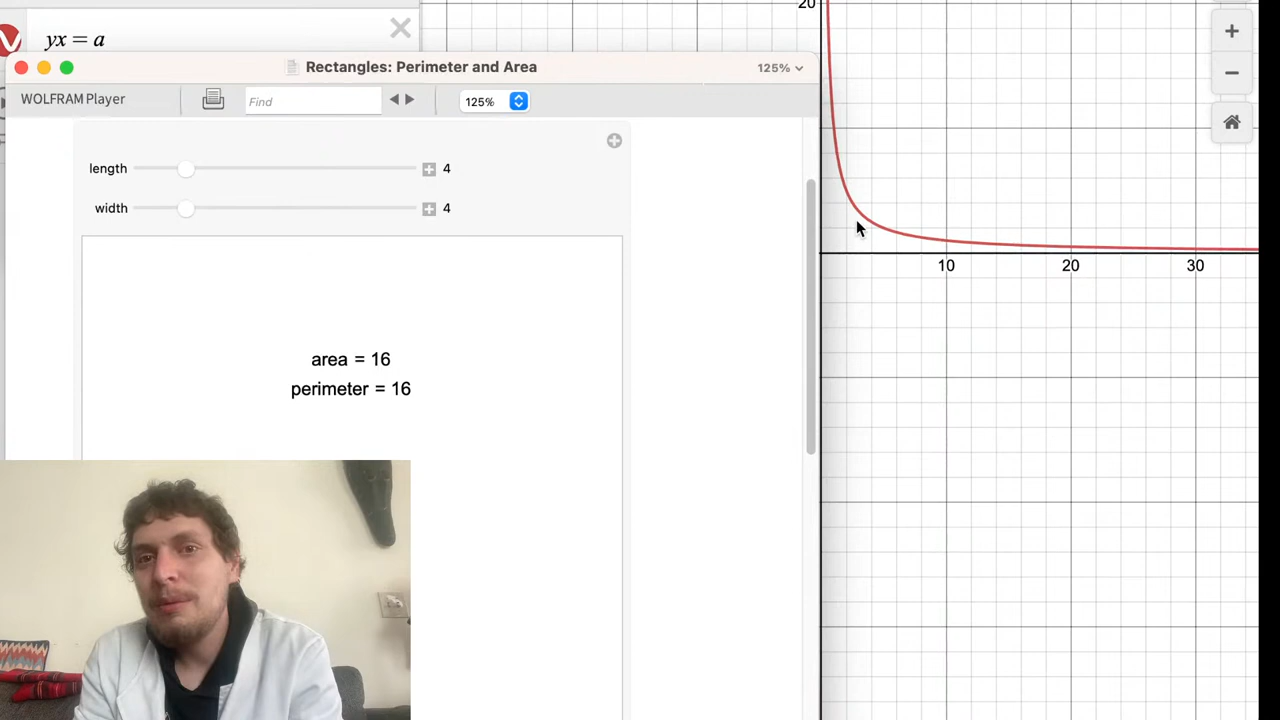 yx = a
20
Rectangles: Perimeter and Area
125%
WOLFRAM Player
Find
125%
length
4
width
4
area = 16
perimeter = 16
10
20
30